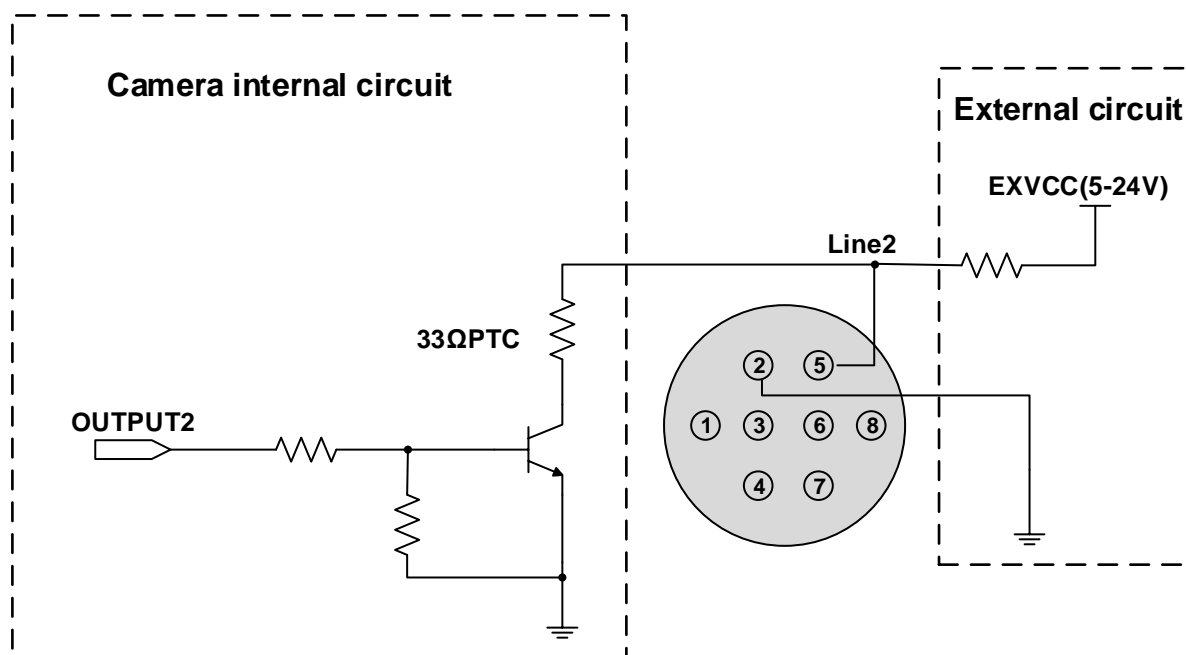 Camera internal circuit
External circuit
EXVCC(5-24V)
Line2
33ΩPTC
2 5
OUTPUT2
1 3 6 8
4 7